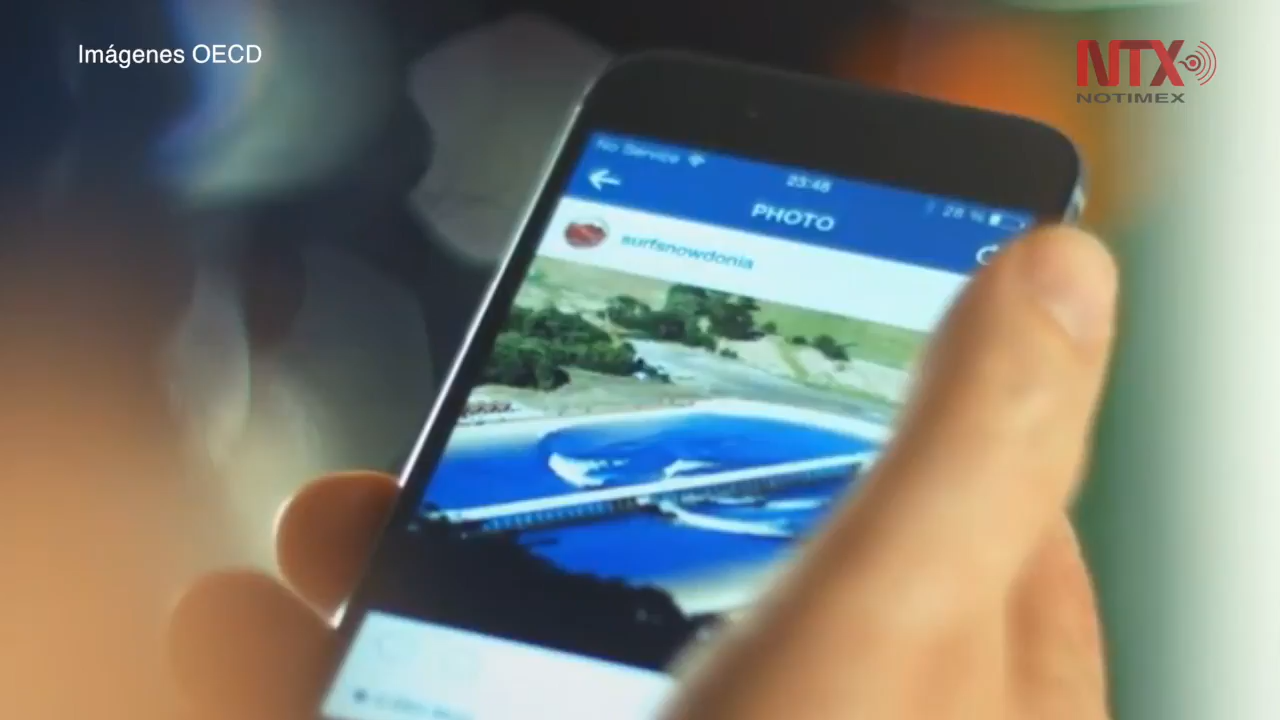 Imágenes OECD
NTX
NOTIMEX
No Service
23:48
28 %
PHOTO
surfsnowdonia